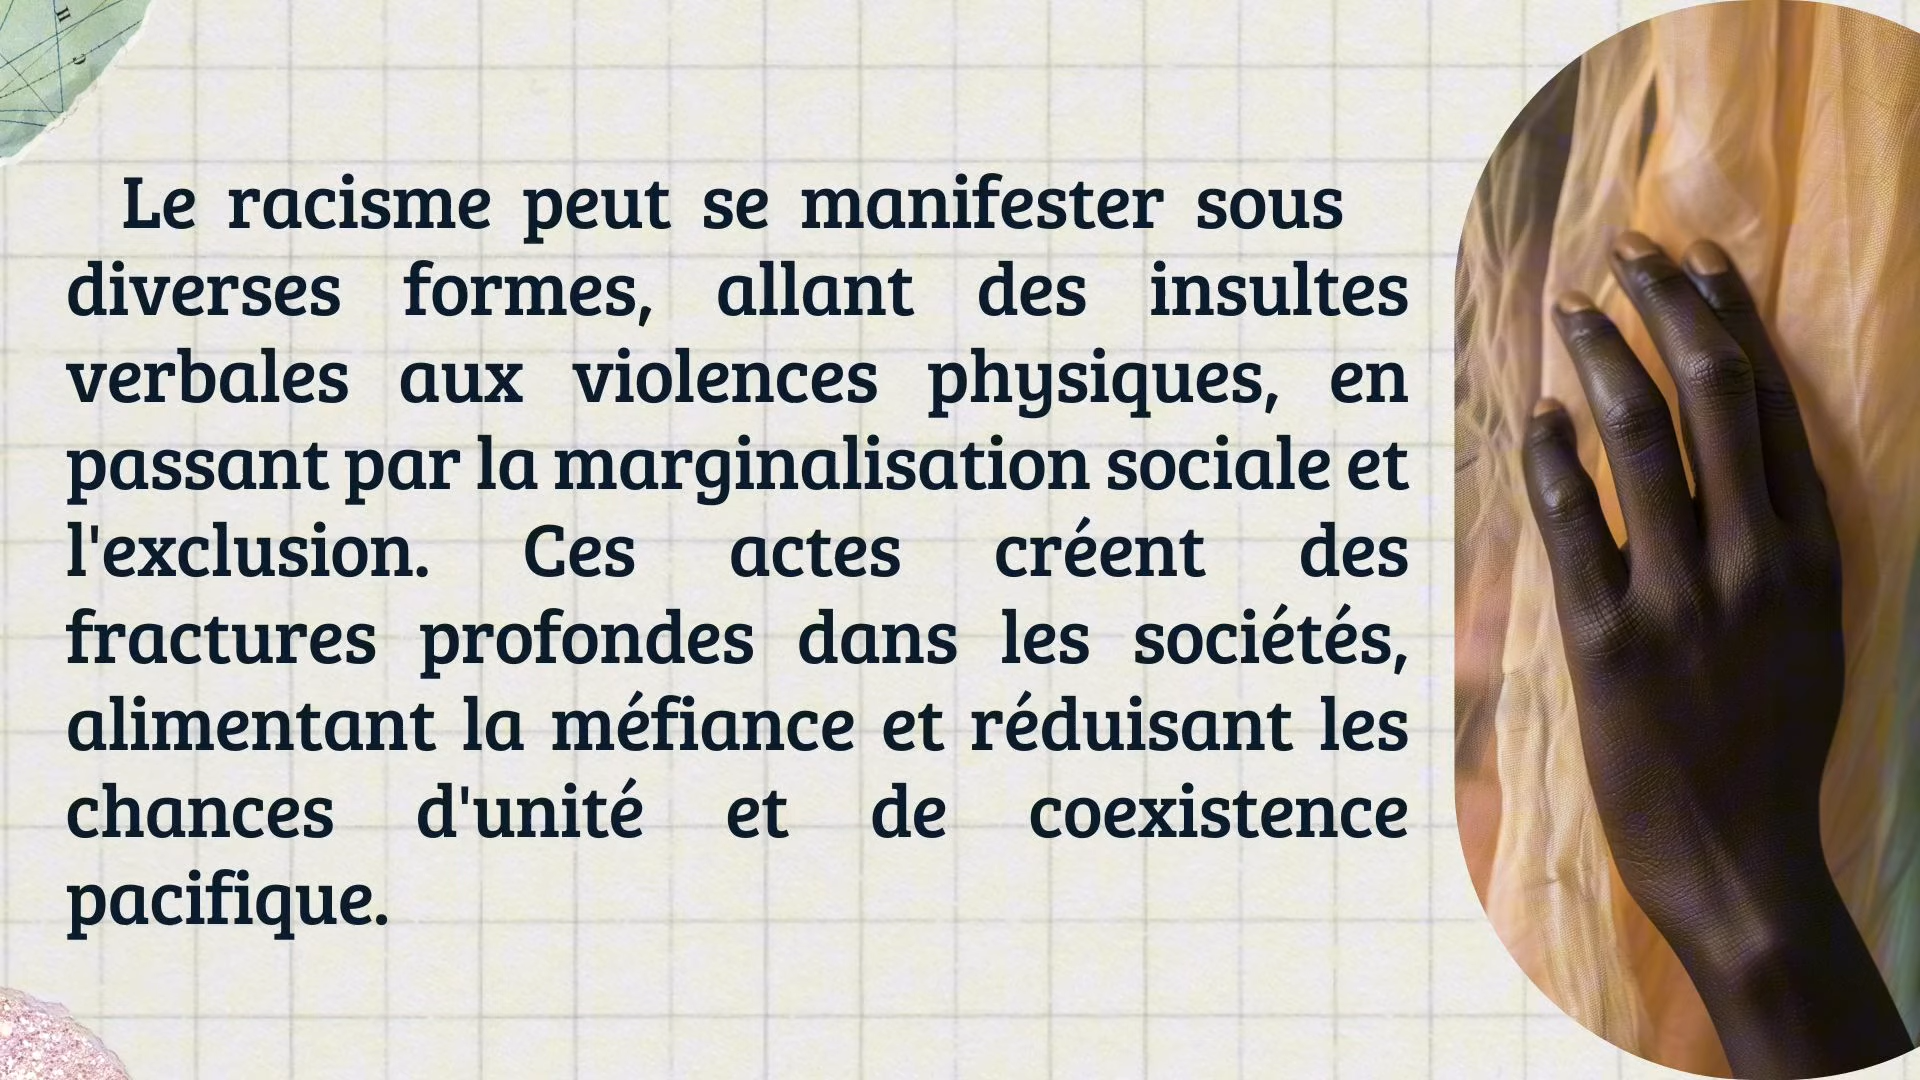 Le racisme peut se manifester sous
diverses formes, allant des insultes
verbales aux violences physiques, en
passant par la marginalisation sociale et
l'exclusion. Ces actes créent des
fractures profondes dans les sociétés,
alimentant la méfiance et réduisant les
chances d'unité et de coexistence
pacifique.